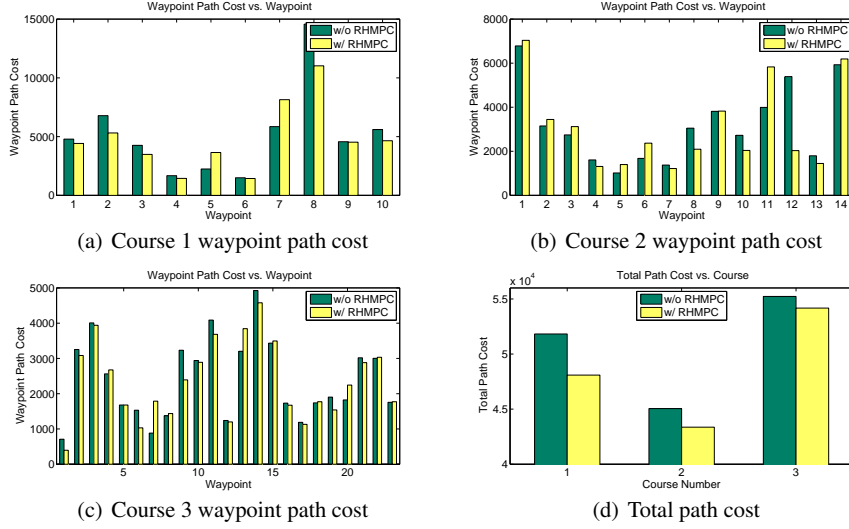 Waypoint Path Cost vs. Waypoint
15000
10000
5000
0
Waypoint Path Cost
w/o RHMPC
w/ RHMPC
1 2 3 4 5 6 7 8 9 10
Waypoint
(a) Course 1 waypoint path cost
Waypoint Path Cost vs. Waypoint
8000
6000
4000
2000
0
Waypoint Path Cost
w/o RHMPC
w/ RHMPC
1 2 3 4 5 6 7 8 9 10 11 12 13 14
Waypoint
(b) Course 2 waypoint path cost
Waypoint Path Cost vs. Waypoint
5000
4000
3000
2000
1000
0
Waypoint Path Cost
w/o RHMPC
w/ RHMPC
5 10 15 20
Waypoint
(c) Course 3 waypoint path cost
Total Path Cost vs. Course
x 10⁴
5.5
5
4.5
4
Total Path Cost
w/o RHMPC
w/ RHMPC
1 2 3
Course Number
(d) Total path cost